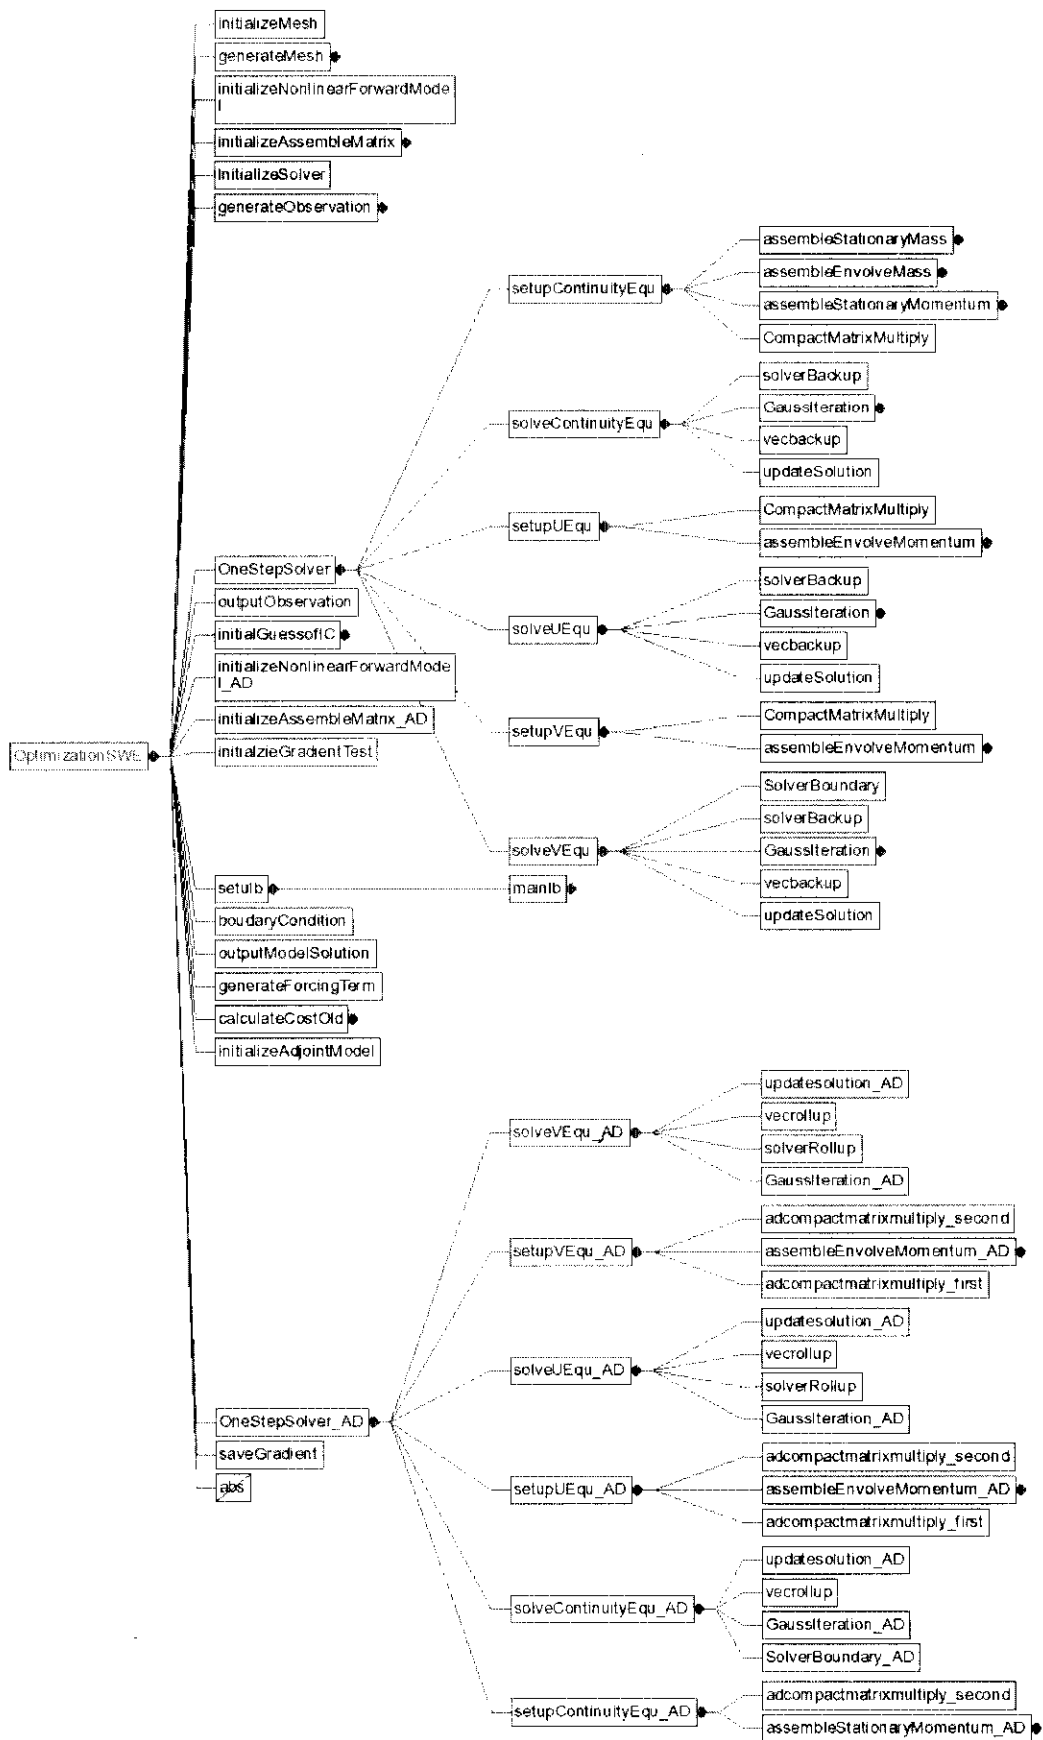 initializeMesh
generateMesh
initializeNonlinearForwardMode
l
initializeAssembleMatrix
InitializeSolver
generateObservation
assembleStationaryMass
assembleEnvolveMass
setupContinuityEqu
assembleStationaryMomentum
CompactMatrixMultiply
solverBackup
GaussIteration
solveContinuityEqu
vecbackup
updateSolution
CompactMatrixMultiply
setupUEqu
assembleEnvolveMomentum
OneStepSolver
solverBackup
outputObservation
GaussIteration
solveUEqu
initialGuessofIC
vecbackup
initializeNonlinearForwardMode
l_AD
updateSolution
initializeAssembleMatrix_AD
CompactMatrixMultiply
setupVEqu
OptimizationSWE
initialzieGradientTest
assembleEnvolveMomentum
SolverBoundary
solverBackup
solveVEqu
GaussIteration
setulb
mainlb
vecbackup
boudaryCondition
updateSolution
outputModelSolution
generateForcingTerm
calculateCostOld
initializeAdjointModel
updatesolution_AD
vecrollup
solveVEqu_AD
solverRollup
GaussIteration_AD
adcompactmatrixmultiply_second
setupVEqu_AD
assembleEnvolveMomentum_AD
adcompactmatrixmultiply_first
updatesolution_AD
vecrollup
solveUEqu_AD
solverRollup
OneStepSolver_AD
GaussIteration_AD
saveGradient
adcompactmatrixmultiply_second
abs
setupUEqu_AD
assembleEnvolveMomentum_AD
adcompactmatrixmultiply_first
updatesolution_AD
vecrollup
solveContinuityEqu_AD
GaussIteration_AD
SolverBoundary_AD
adcompactmatrixmultiply_second
setupContinuityEqu_AD
assembleStationaryMomentum_AD